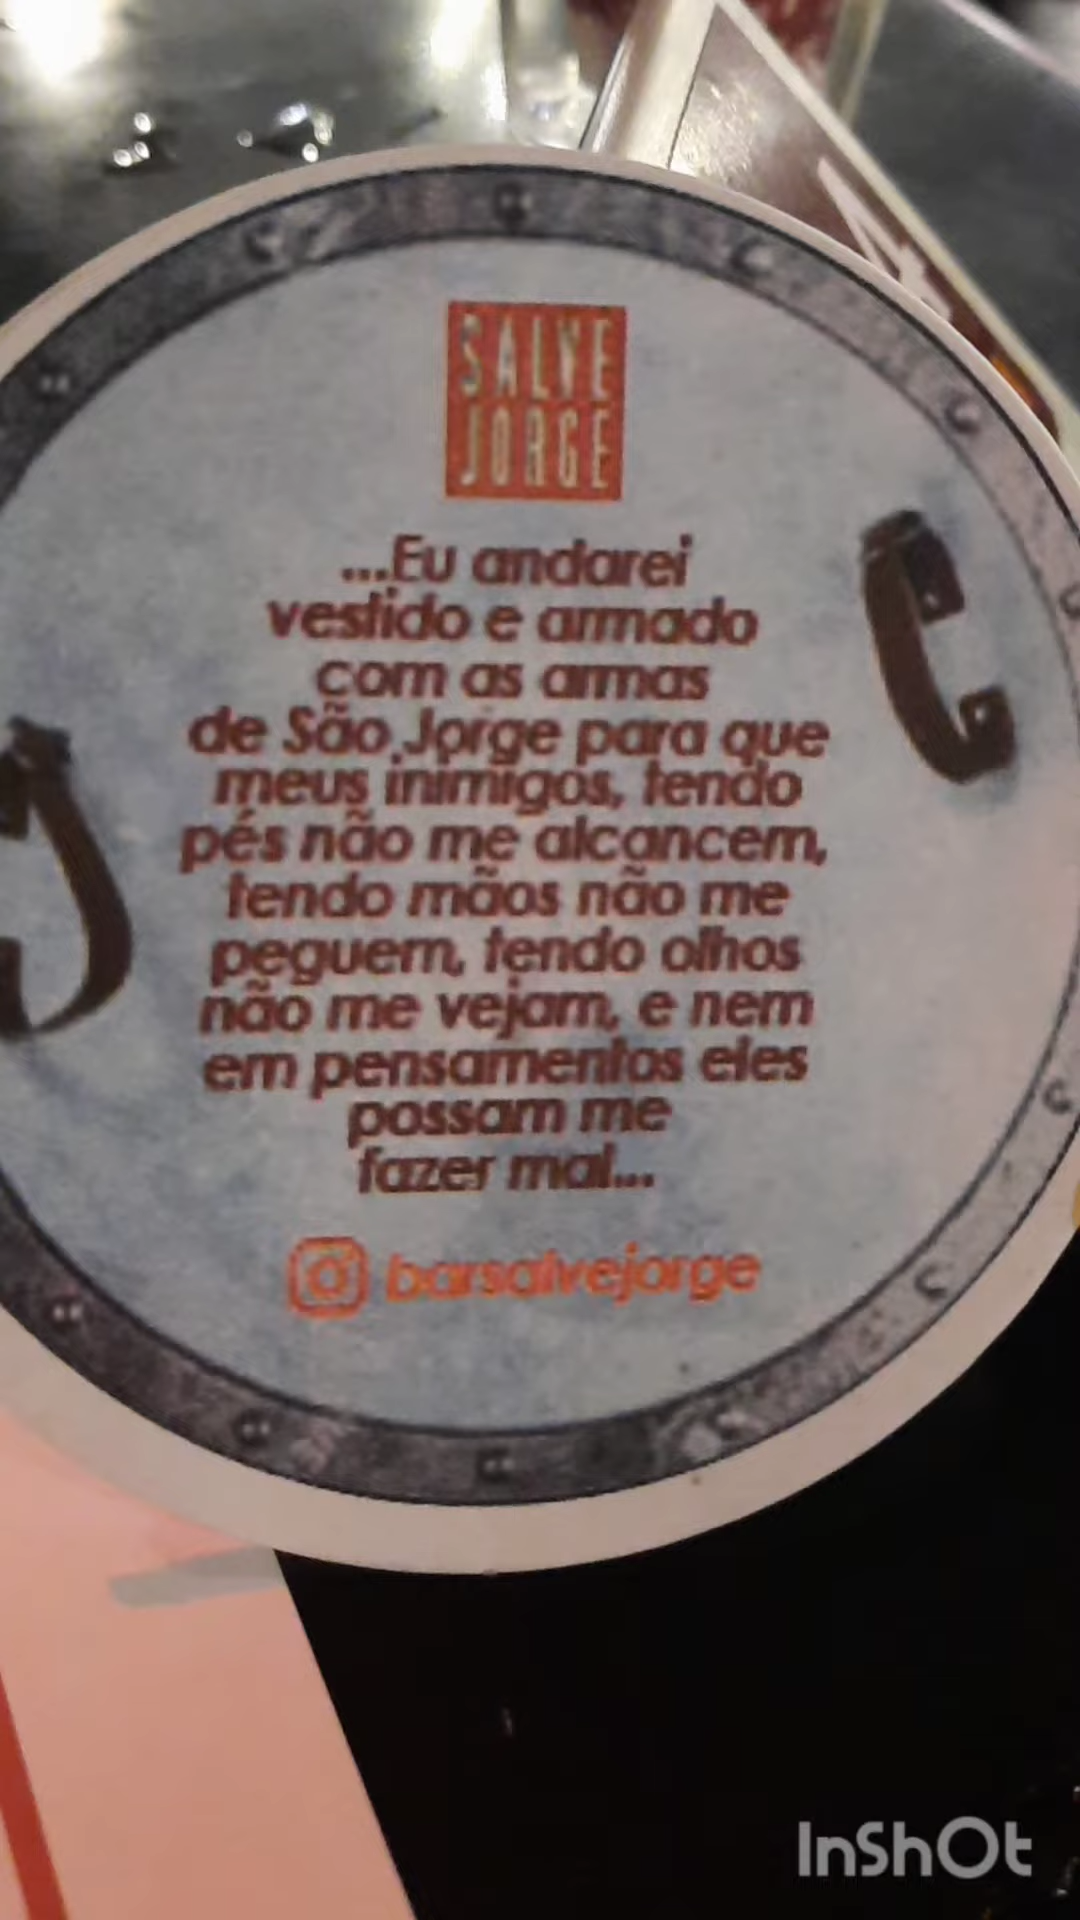 SALVE
JORGE
...Eu andarei
vestido e armado
com as armas
de São Jorge para que
meus inimigos, tendo
pés não me alcancem,
tendo mãos não me
peguem, tendo olhos
não me vejam, e nem
em pensamentos eles
possam me
fazer mal...
barsalvejorge
InShOt